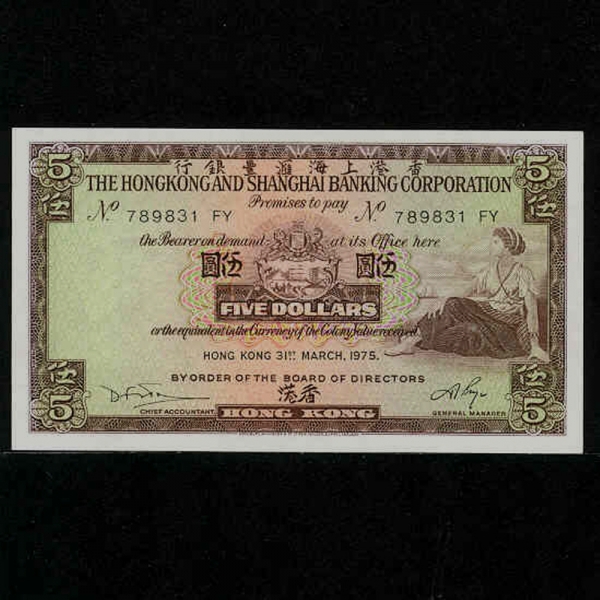 5 5
伍 伍
香港上海滙豐銀行
THE HONGKONG AND SHANGHAI BANKING CORPORATION
Promises to pay
No 789831 FY No 789831 FY
the Bearer on demand at its Office here
伍圓 伍圓
FIVE DOLLARS
or the equivalent in the Currency of the Colony Value received.
HONG KONG 31ST MARCH, 1975.
BY ORDER OF THE BOARD OF DIRECTORS
伍 香港 伍
5 5
CHIEF ACCOUNTANT. HONG KONG GENERAL MANAGER